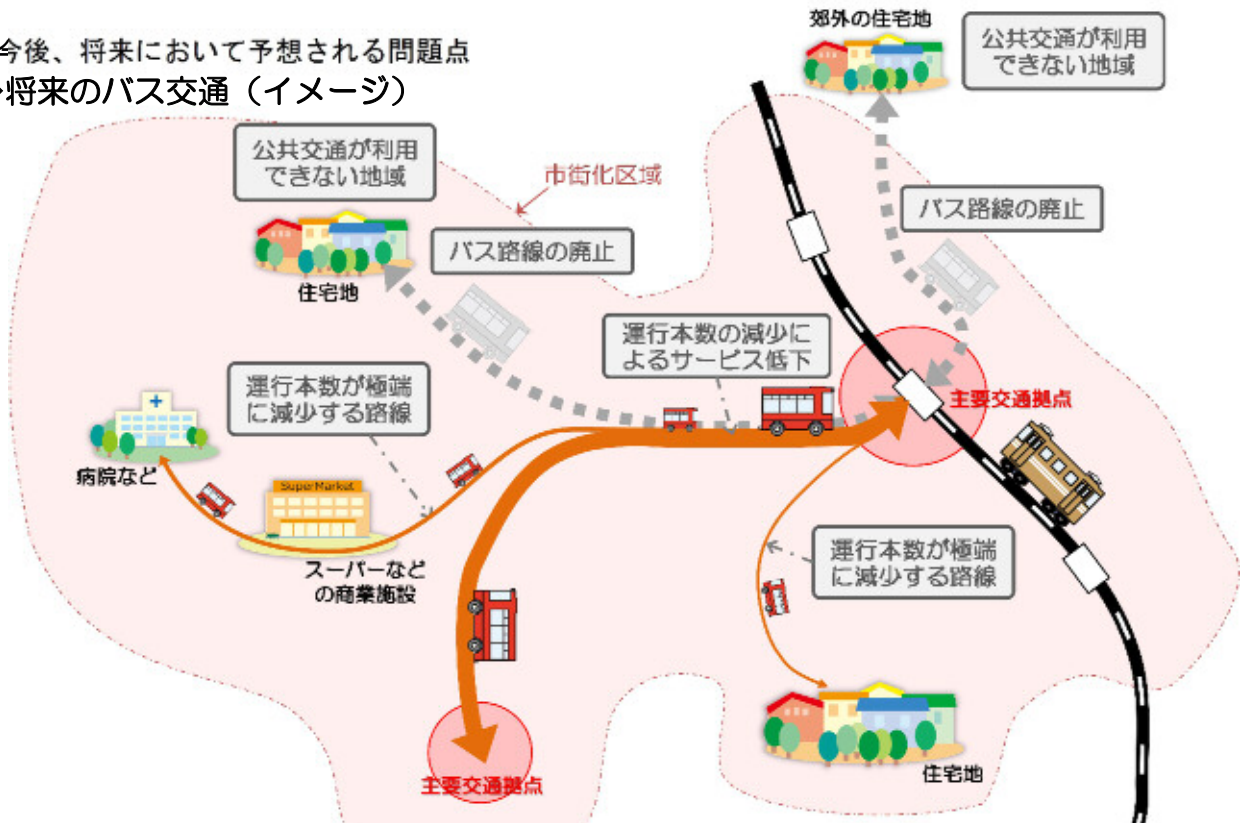 今後、将来において予想される問題点
将来のバス交通（イメージ）
郊外の住宅地
公共交通が利用
できない地域
公共交通が利用
できない地域
市街化区域
バス路線の廃止
バス路線の廃止
住宅地
運行本数の減少に
よるサービス低下
運行本数が極端
に減少する路線
主要交通拠点
病院など
SuperMarket
スーパーなど
の商業施設
運行本数が極端
に減少する路線
住宅地
主要交通拠点